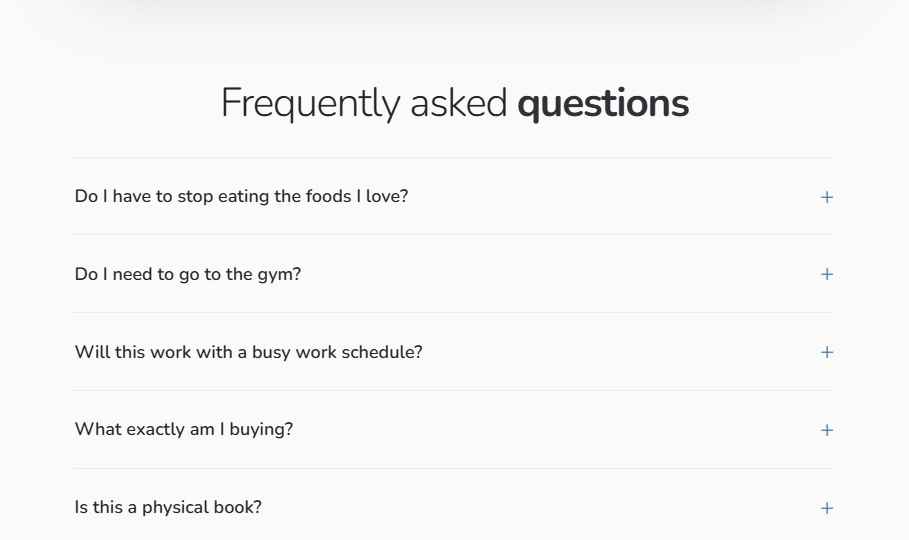 Frequently asked questions
Do I have to stop eating the foods I love?
Do I need to go to the gym?
Will this work with a busy work schedule?
What exactly am I buying?
Is this a physical book?